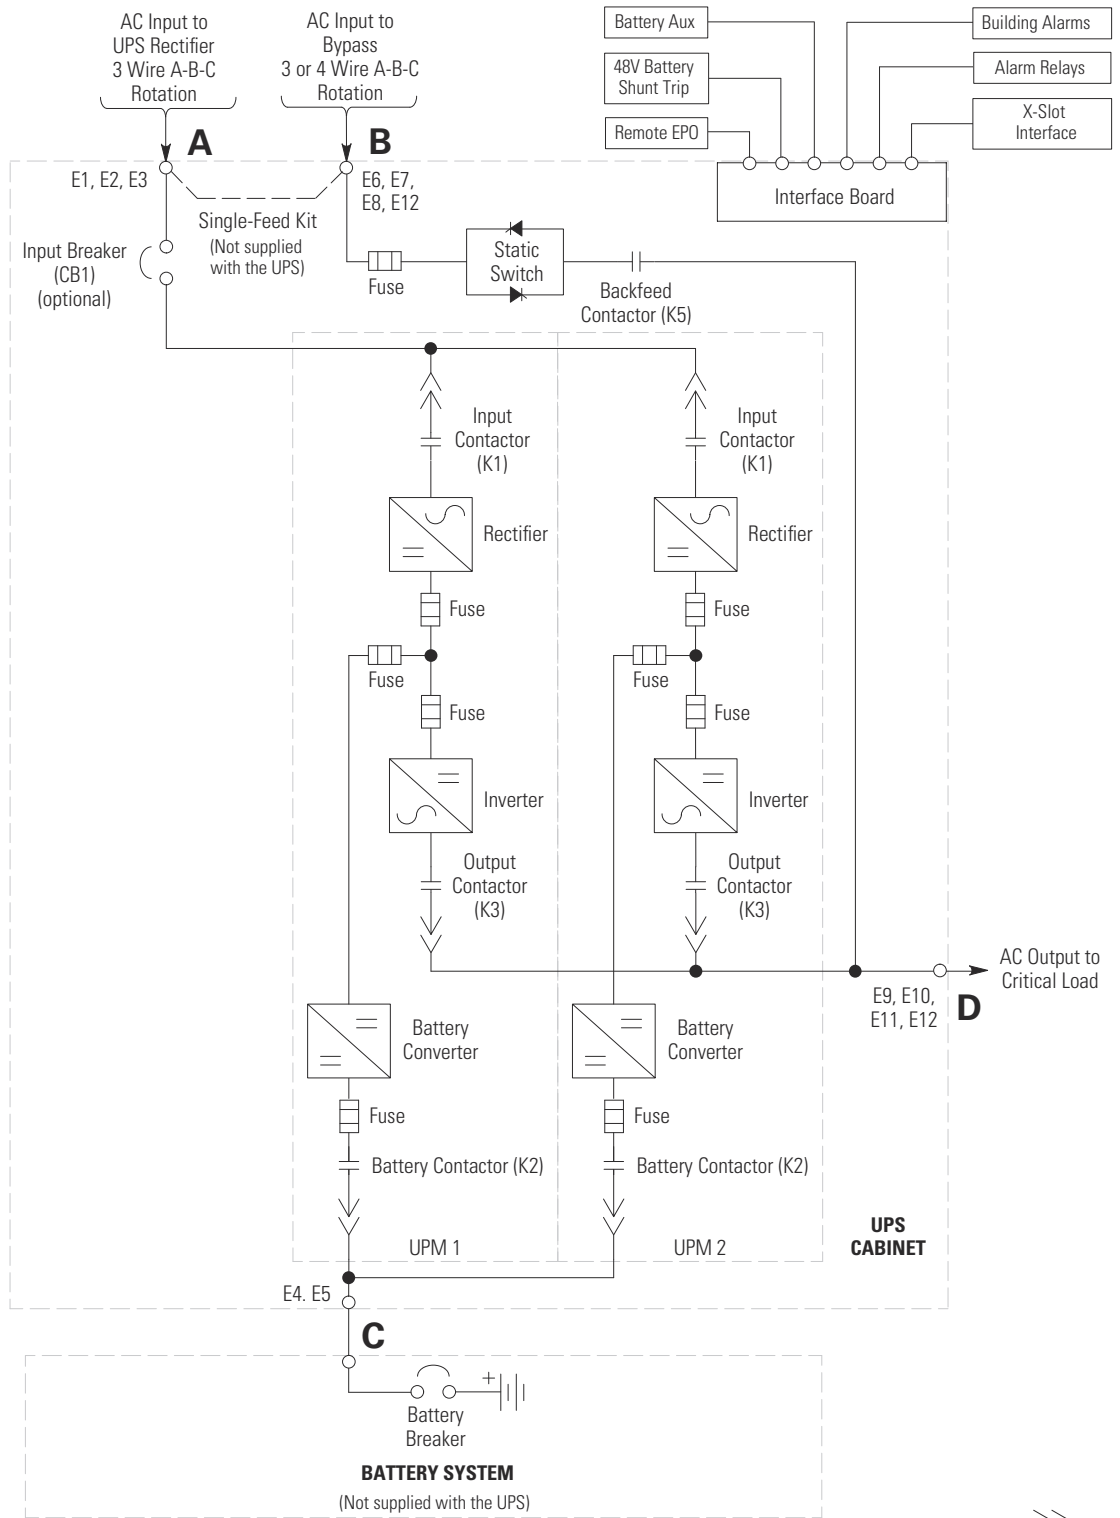 AC Input to
UPS Rectifier
3 Wire A-B-C
Rotation
AC Input to
Bypass
3 or 4 Wire A-B-C
Rotation
Battery Aux
48V Battery
Shunt Trip
Remote EPO
Building Alarms
Alarm Relays
X-Slot
Interface
Interface Board
A
B
E1, E2, E3
E6, E7,
E8, E12
Single-Feed Kit
(Not supplied
with the UPS)
Input Breaker
(CB1)
(optional)
Fuse
Static
Switch
Backfeed
Contactor (K5)
Input
Contactor
(K1)
Input
Contactor
(K1)
Rectifier
Rectifier
Fuse
Fuse
Fuse
Fuse
Fuse
Fuse
Inverter
Inverter
Output
Contactor
(K3)
Output
Contactor
(K3)
AC Output to
Critical Load
E9, E10,
E11, E12
D
Battery
Converter
Battery
Converter
Fuse
Fuse
Battery Contactor (K2)
Battery Contactor (K2)
UPM 1
UPM 2
UPS
CABINET
E4. E5
C
Battery
Breaker
+
BATTERY SYSTEM
(Not supplied with the UPS)